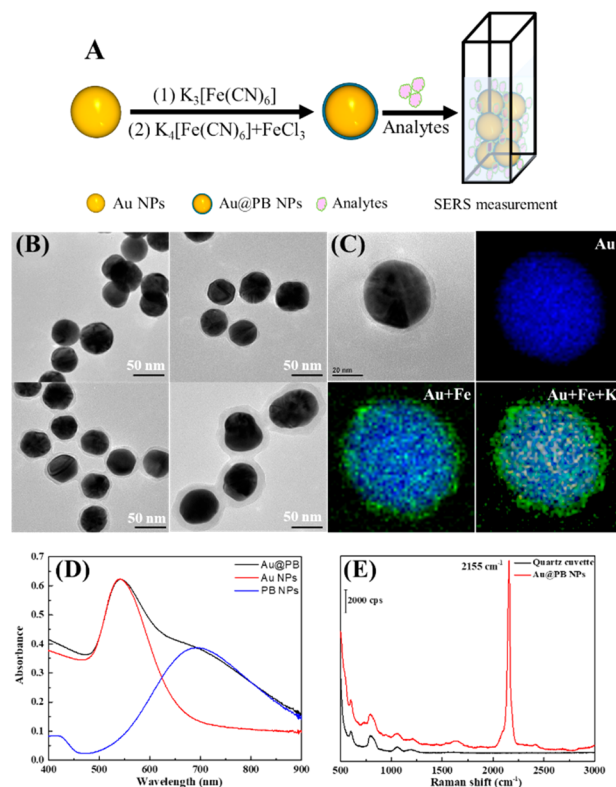 A
(1) K₃[Fe(CN)₆]
(2) K₄[Fe(CN)₆]+FeCl₃
Analytes
Au NPs
Au@PB NPs
Analytes
SERS measurement
(B)
50 nm
50 nm
50 nm
50 nm
(C)
20 nm
Au
Au+Fe
Au+Fe+K
(D)
Au@PB
Au NPs
PB NPs
Absorbance
0.7
0.6
0.5
0.4
0.3
0.2
0.1
0.0
400 500 600 700 800 900
Wavelength (nm)
(E)
2155 cm⁻¹
Quartz cuvette
Au@PB NPs
2000 cps
500 1000 1500 2000 2500 3000
Raman shift (cm⁻¹)